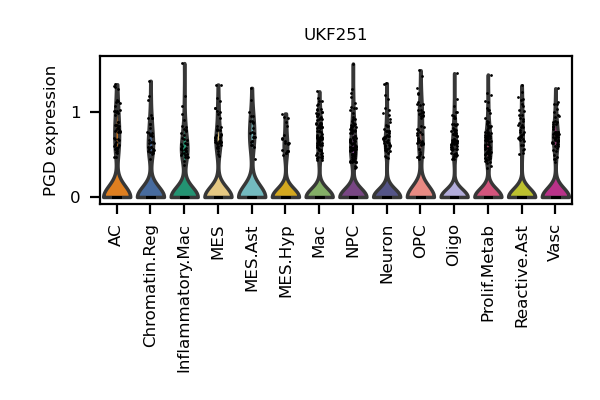 UKF251
PGD expression
1
0
AC
Chromatin.Reg
Inflammatory.Mac
MES
MES.Ast
MES.Hyp
Mac
NPC
Neuron
OPC
Oligo
Prolif.Metab
Reactive.Ast
Vasc